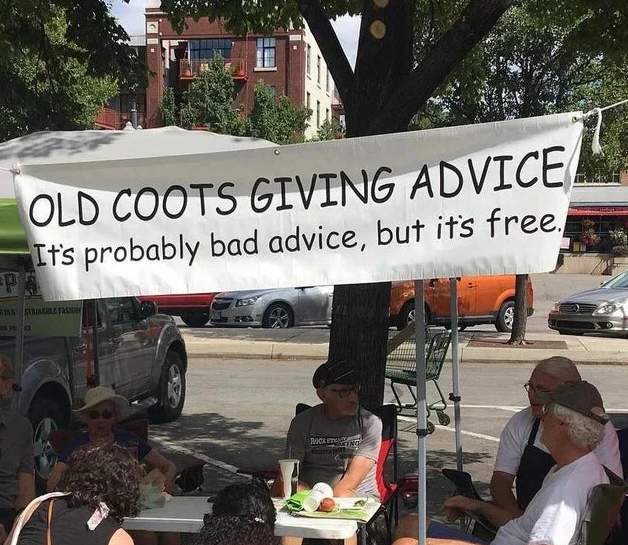 OLD COOTS GIVING ADVICE
It's probably bad advice, but it's free.